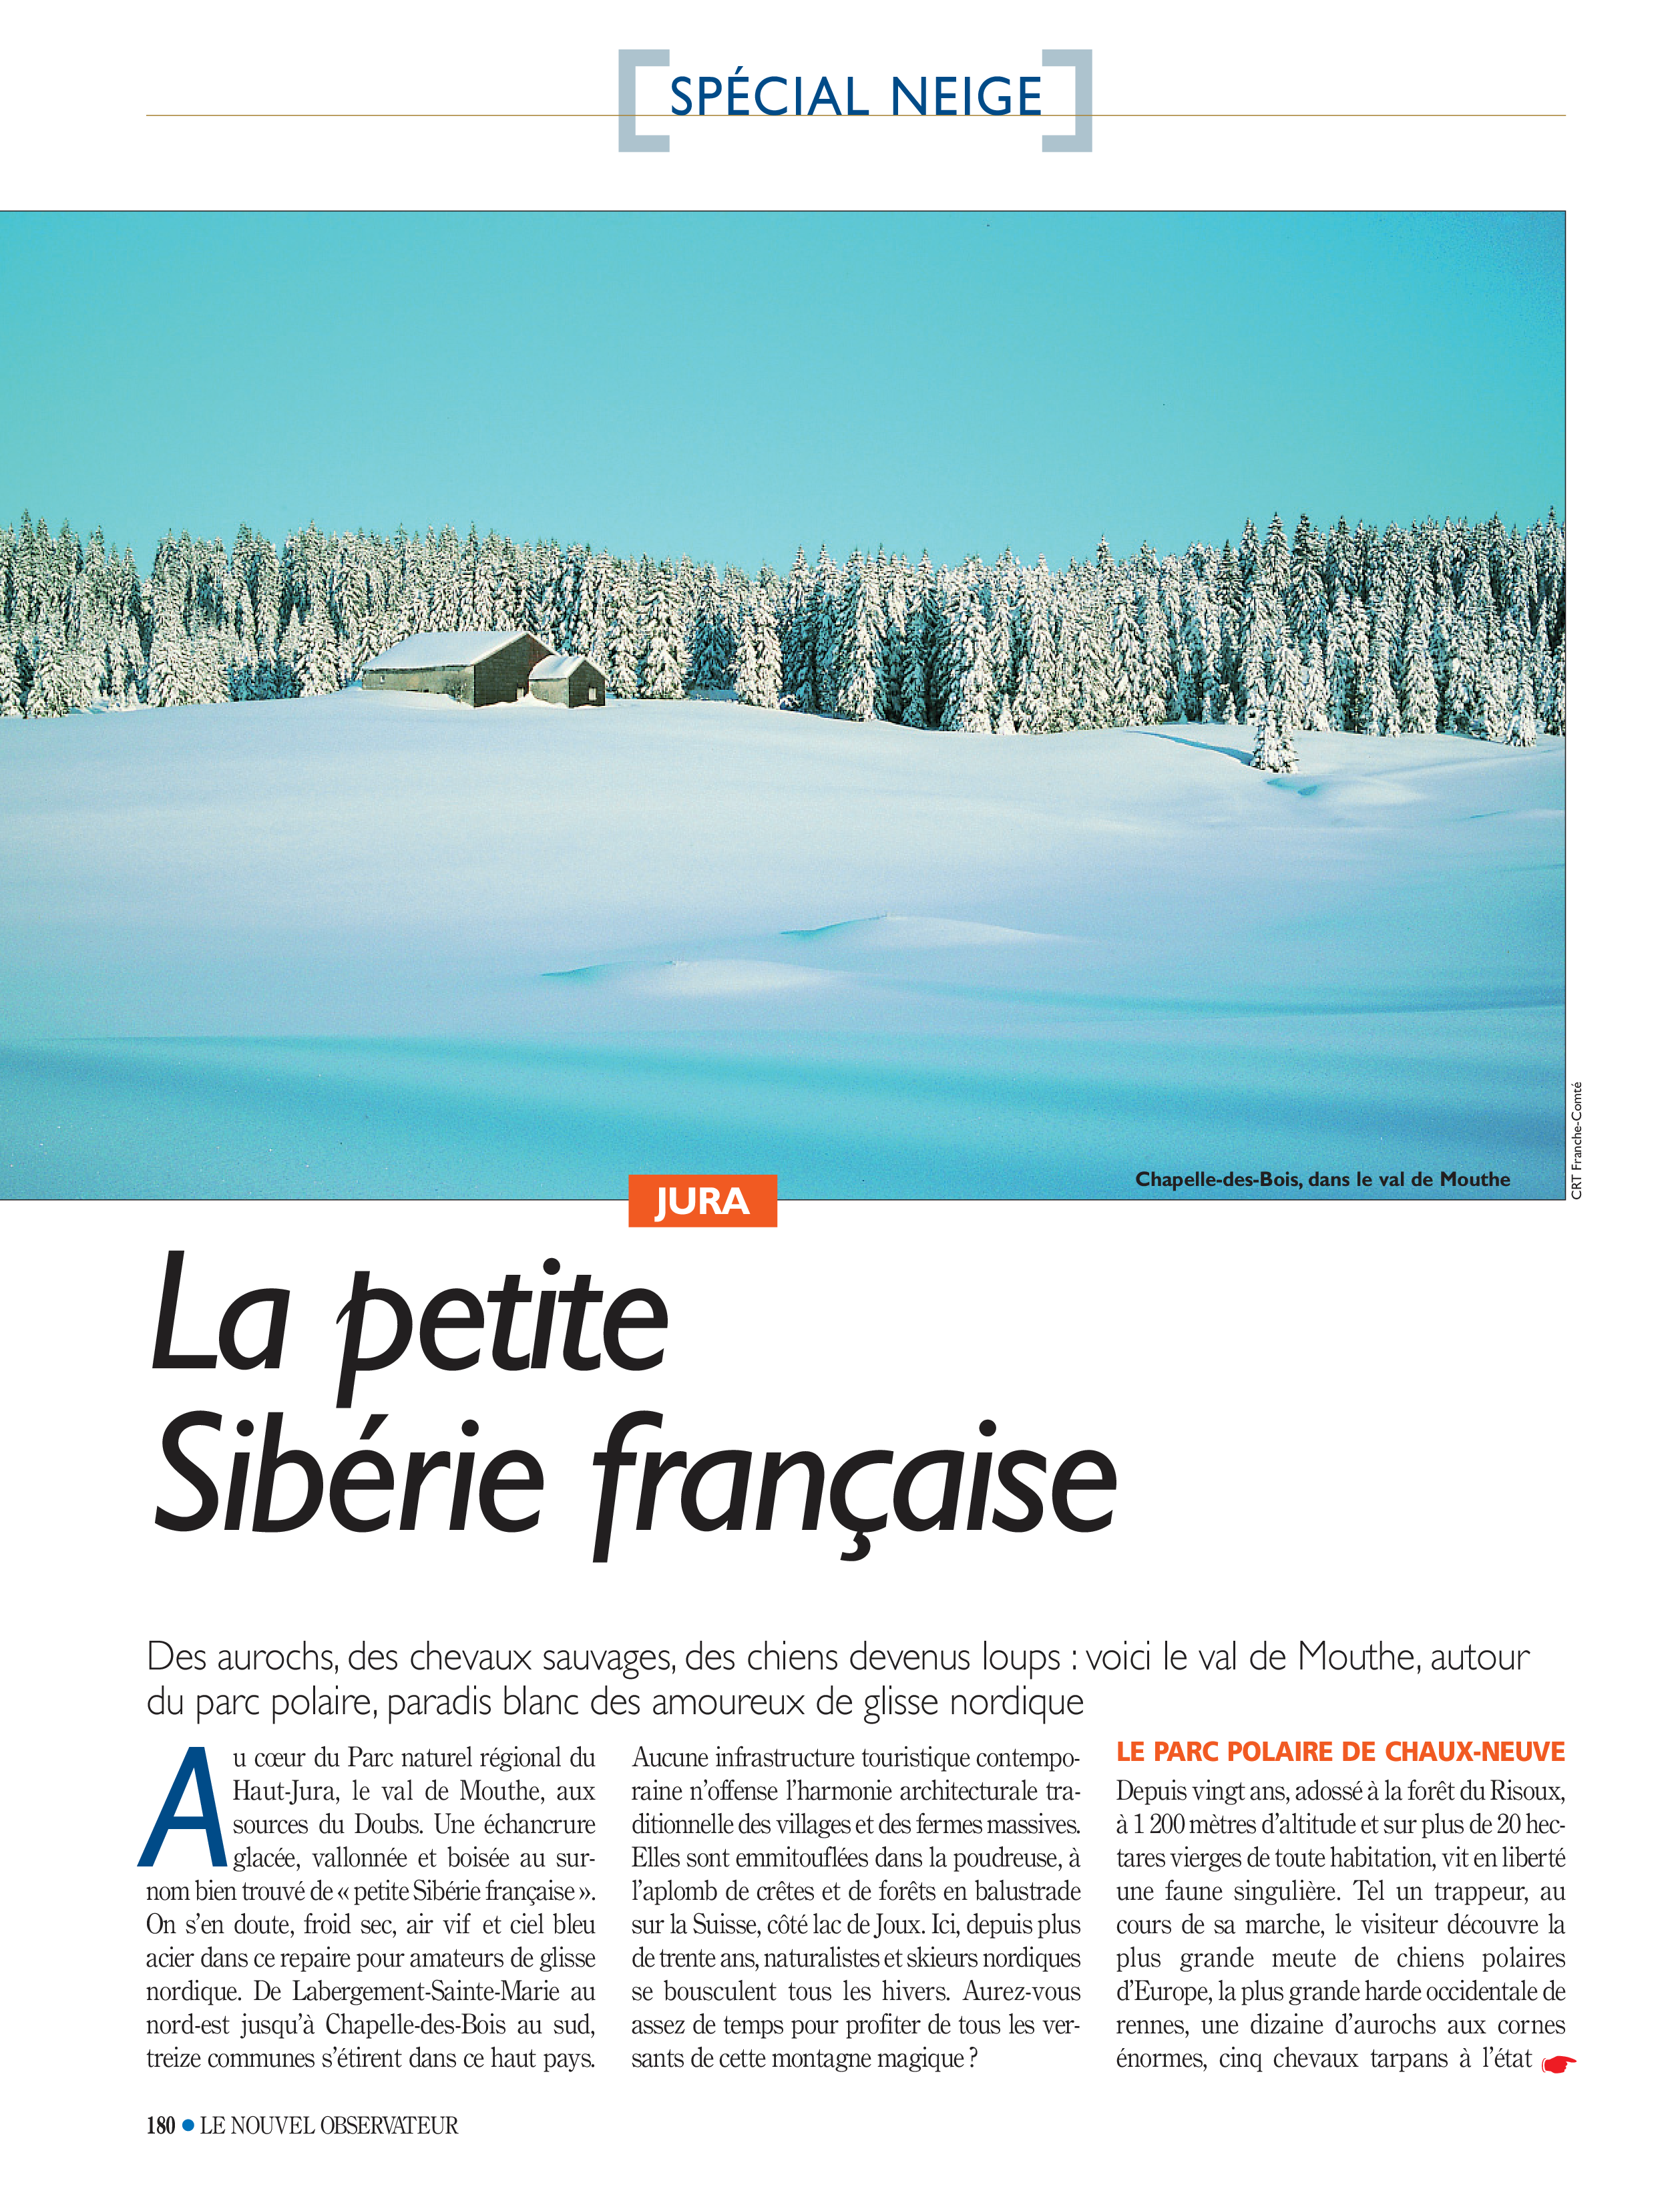 SPÉCIAL NEIGE
CRT Franche-Comté
Chapelle-des-Bois, dans le val de Mouthe
JURA
La petite
Sibérie française
Des aurochs, des chevaux sauvages, des chiens devenus loups : voici le val de Mouthe, autour
du parc polaire, paradis blanc des amoureux de glisse nordique
Au cœur du Parc naturel régional du
Haut-Jura, le val de Mouthe, aux
sources du Doubs. Une échancrure
glacée, vallonnée et boisée au sur-
nom bien trouvé de « petite Sibérie française ».
On s’en doute, froid sec, air vif et ciel bleu
acier dans ce repaire pour amateurs de glisse
nordique. De Labergement-Sainte-Marie au
nord-est jusqu’à Chapelle-des-Bois au sud,
treize communes s’étirent dans ce haut pays.
Aucune infrastructure touristique contempo-
raine n’offense l’harmonie architecturale tra-
ditionnelle des villages et des fermes massives.
Elles sont emmitouflées dans la poudreuse, à
l’aplomb de crêtes et de forêts en balustrade
sur la Suisse, côté lac de Joux. Ici, depuis plus
de trente ans, naturalistes et skieurs nordiques
se bousculent tous les hivers. Aurez-vous
assez de temps pour profiter de tous les ver-
sants de cette montagne magique ?
LE PARC POLAIRE DE CHAUX-NEUVE
Depuis vingt ans, adossé à la forêt du Risoux,
à 1 200 mètres d’altitude et sur plus de 20 hec-
tares vierges de toute habitation, vit en liberté
une faune singulière. Tel un trappeur, au
cours de sa marche, le visiteur découvre la
plus grande meute de chiens polaires
d’Europe, la plus grande harde occidentale de
rennes, une dizaine d’aurochs aux cornes
énormes, cinq chevaux tarpans à l’état
180 • LE NOUVEL OBSERVATEUR